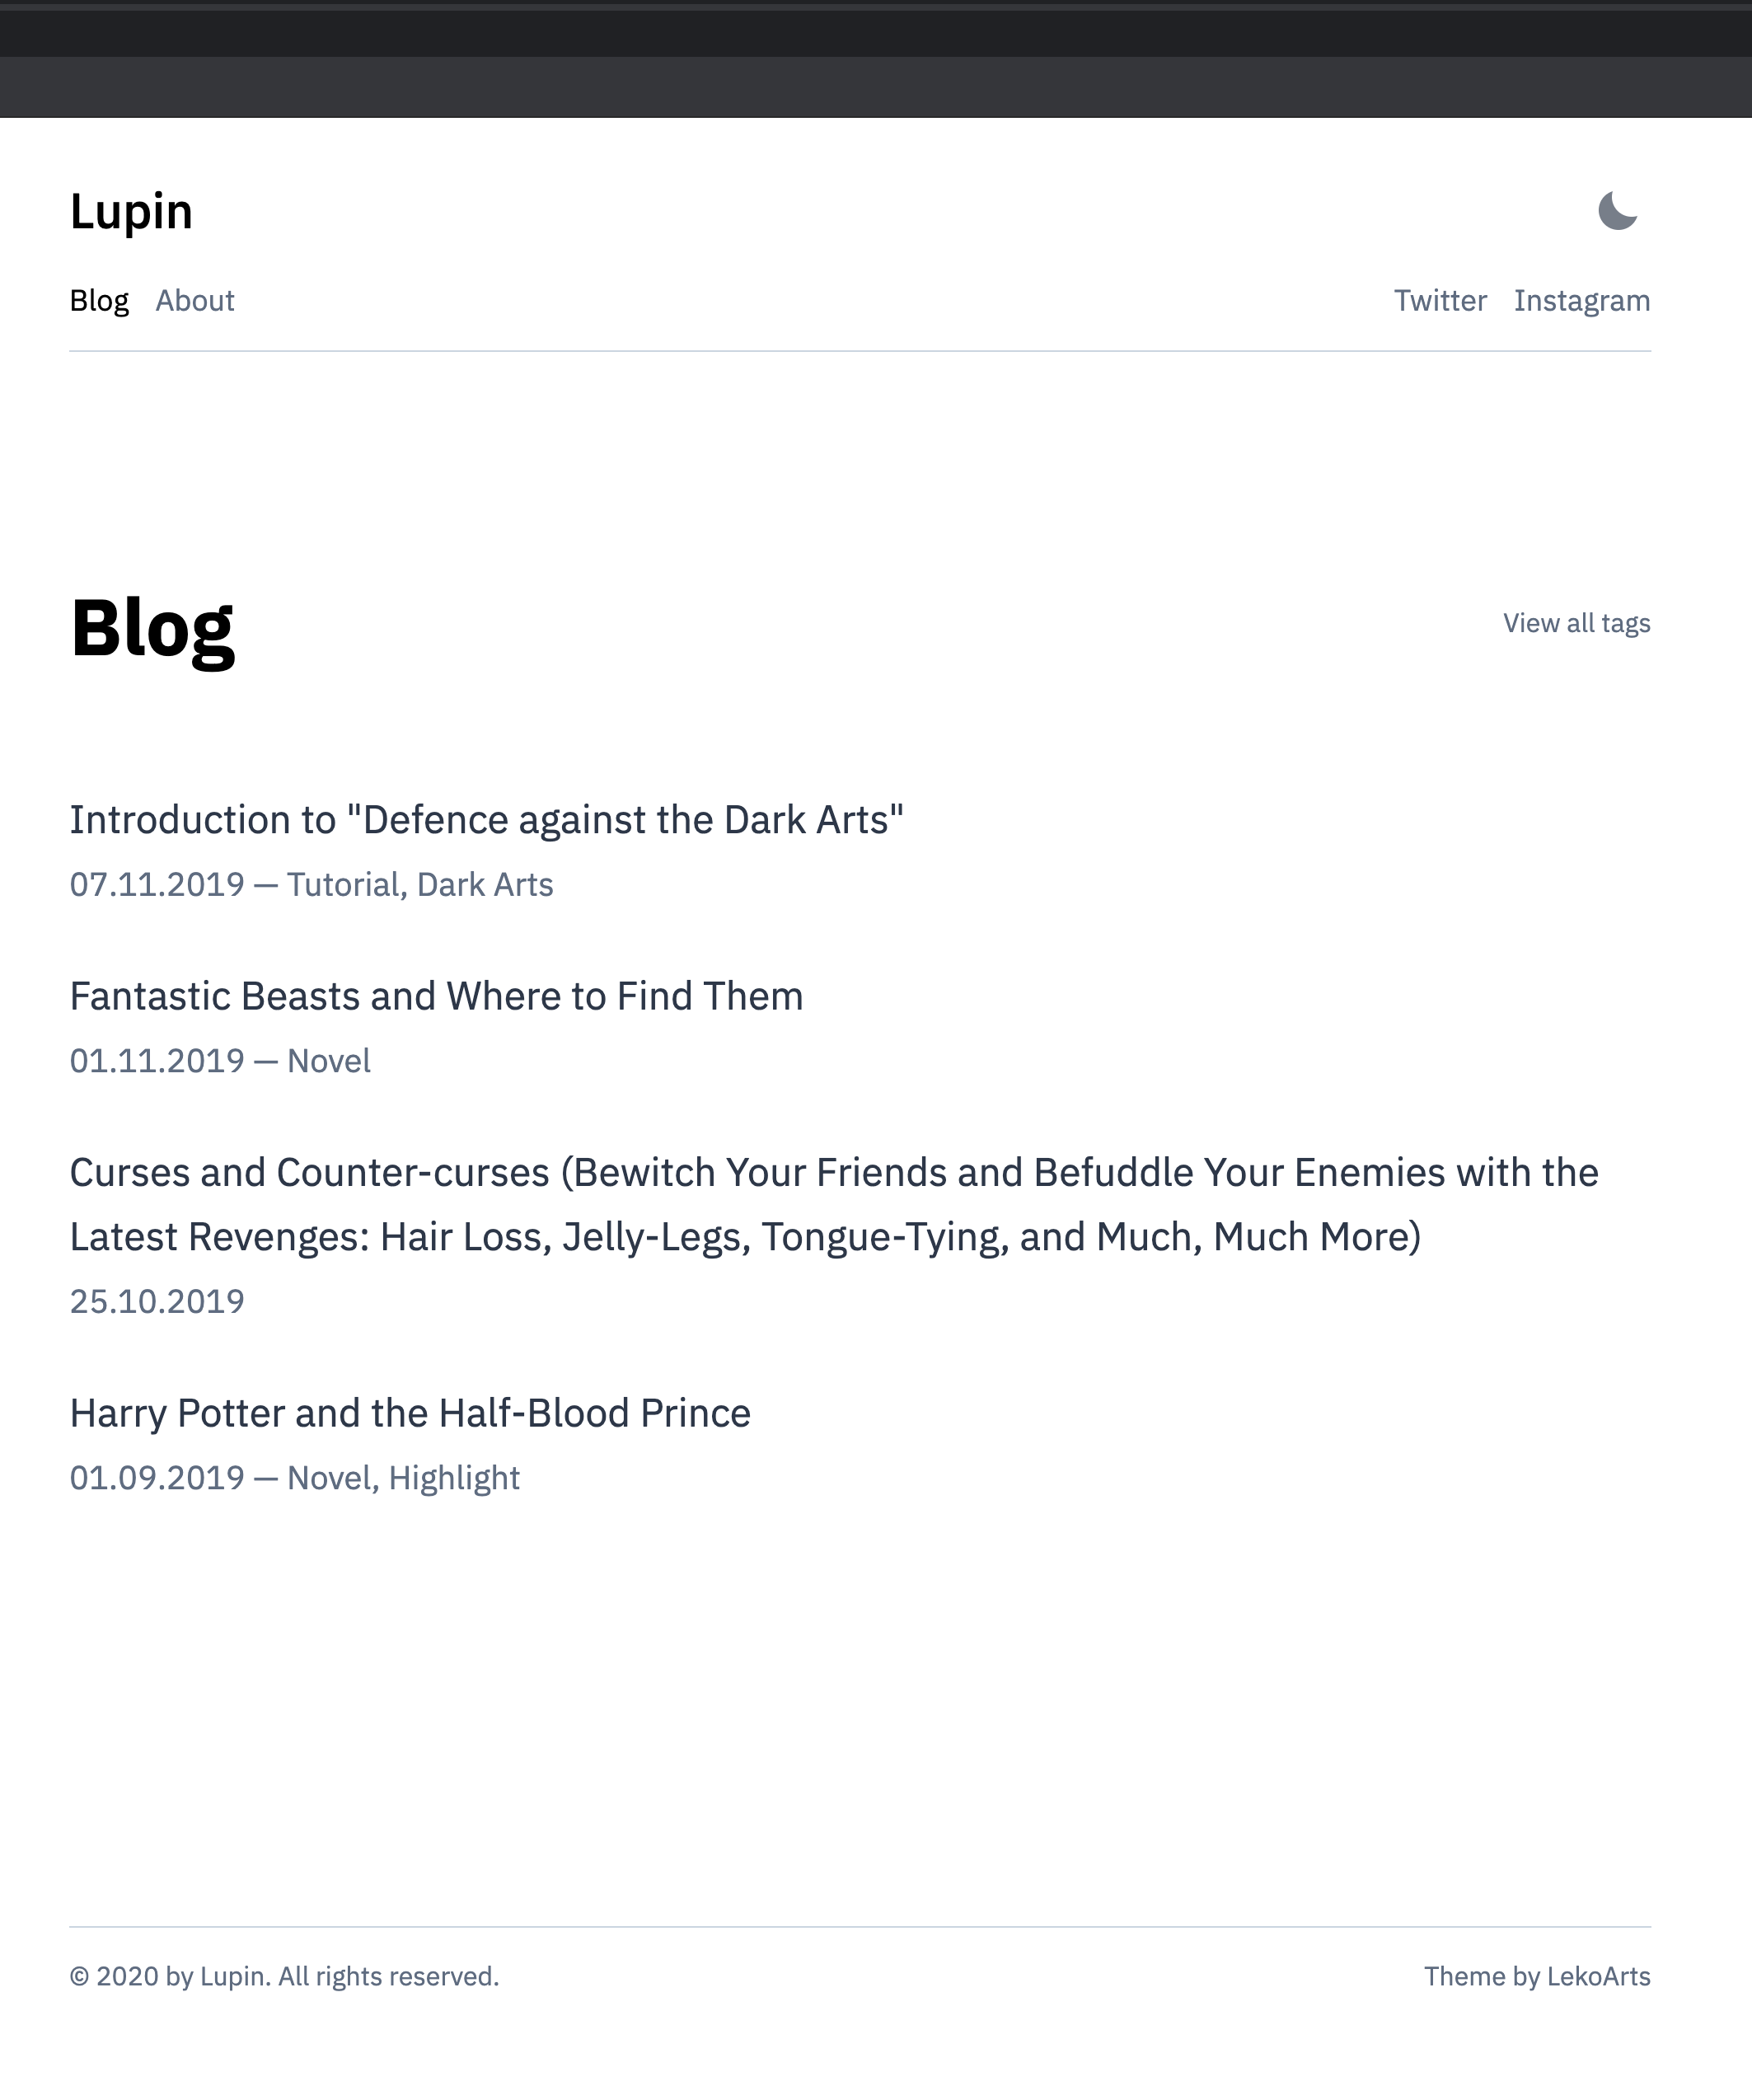 Lupin
Blog About
Twitter Instagram
Blog
View all tags
Introduction to "Defence against the Dark Arts"
07.11.2019 — Tutorial, Dark Arts
Fantastic Beasts and Where to Find Them
01.11.2019 — Novel
Curses and Counter-curses (Bewitch Your Friends and Befuddle Your Enemies with the
Latest Revenges: Hair Loss, Jelly-Legs, Tongue-Tying, and Much, Much More)
25.10.2019
Harry Potter and the Half-Blood Prince
01.09.2019 — Novel, Highlight
© 2020 by Lupin. All rights reserved.
Theme by LekoArts